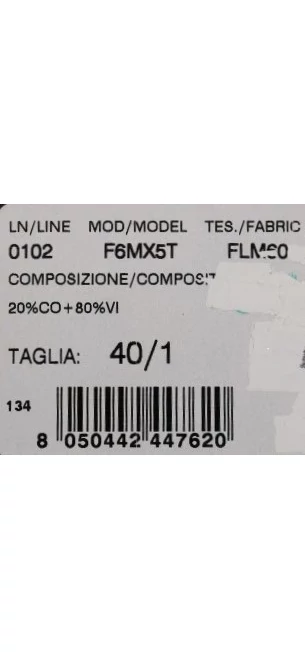 LN/LINE MOD/MODEL TES./FABRIC
0102 F6MX5T
COMPOSIZIONE/COMPOSIT
20%CO+80%VI
TAGLIA: 40/1
134
8 050442 447620